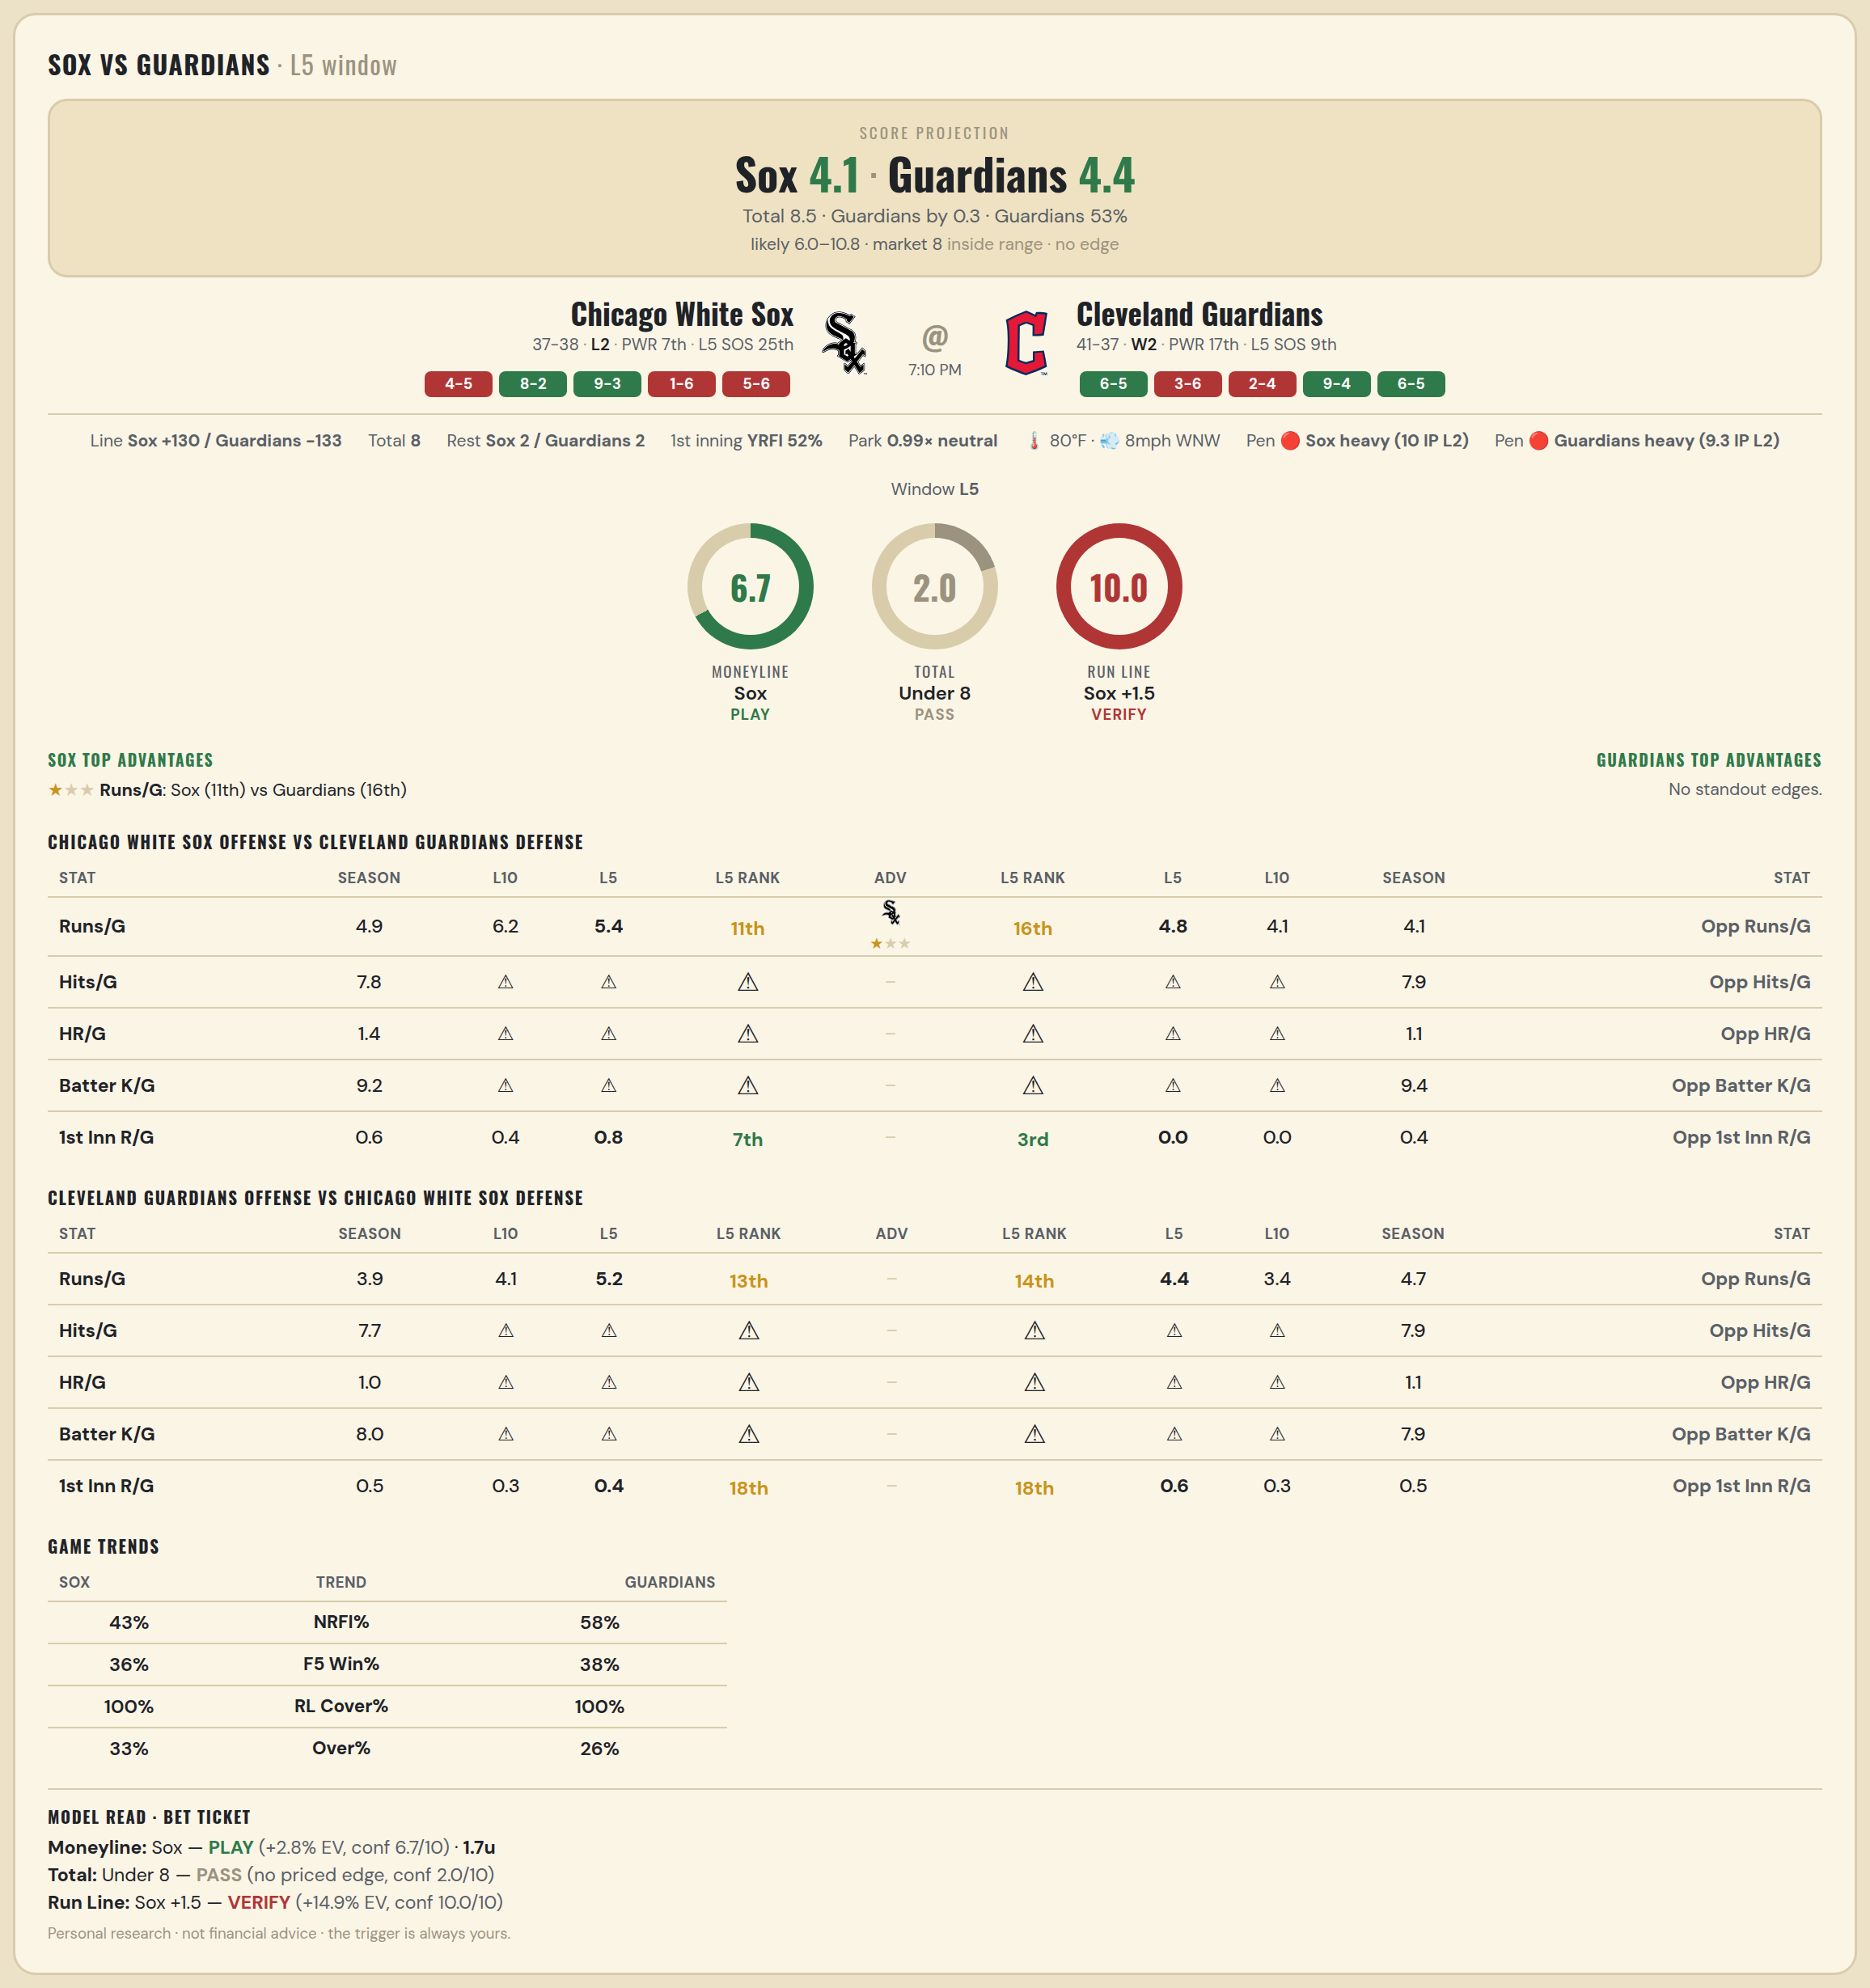 SOX VS GUARDIANS · L5 window
SCORE PROJECTION
Sox 4.1 · Guardians 4.4
Total 8.5 · Guardians by 0.3 · Guardians 53%
likely 6.0–10.8 · market 8 inside range · no edge
Chicago White Sox
37-38 · L2 · PWR 7th · L5 SOS 25th
4-5 8-2 9-3 1-6 5-6
@
7:10 PM
Cleveland Guardians
41-37 · W2 · PWR 17th · L5 SOS 9th
6-5 3-6 2-4 9-4 6-5
Line Sox +130 / Guardians -133 Total 8 Rest Sox 2 / Guardians 2 1st inning YRFI 52% Park 0.99× neutral 🌡️ 80°F · 💨 8mph WNW Pen 🔴 Sox heavy (10 IP L2) Pen 🔴 Guardians heavy (9.3 IP L2)
Window L5
6.7 2.0 10.0
MONEYLINE TOTAL RUN LINE
Sox Under 8 Sox +1.5
PLAY PASS VERIFY
SOX TOP ADVANTAGES
★★★ Runs/G: Sox (11th) vs Guardians (16th)
GUARDIANS TOP ADVANTAGES
No standout edges.
CHICAGO WHITE SOX OFFENSE VS CLEVELAND GUARDIANS DEFENSE
STAT SEASON L10 L5 L5 RANK ADV L5 RANK L5 L10 SEASON STAT
Runs/G 4.9 6.2 5.4 11th ★★★ 16th 4.8 4.1 4.1 Opp Runs/G
Hits/G 7.8 ⚠ ⚠ ⚠ – ⚠ ⚠ ⚠ 7.9 Opp Hits/G
HR/G 1.4 ⚠ ⚠ ⚠ – ⚠ ⚠ ⚠ 1.1 Opp HR/G
Batter K/G 9.2 ⚠ ⚠ ⚠ – ⚠ ⚠ ⚠ 9.4 Opp Batter K/G
1st Inn R/G 0.6 0.4 0.8 7th – 3rd 0.0 0.0 0.4 Opp 1st Inn R/G
CLEVELAND GUARDIANS OFFENSE VS CHICAGO WHITE SOX DEFENSE
STAT SEASON L10 L5 L5 RANK ADV L5 RANK L5 L10 SEASON STAT
Runs/G 3.9 4.1 5.2 13th – 14th 4.4 3.4 4.7 Opp Runs/G
Hits/G 7.7 ⚠ ⚠ ⚠ – ⚠ ⚠ ⚠ 7.9 Opp Hits/G
HR/G 1.0 ⚠ ⚠ ⚠ – ⚠ ⚠ ⚠ 1.1 Opp HR/G
Batter K/G 8.0 ⚠ ⚠ ⚠ – ⚠ ⚠ ⚠ 7.9 Opp Batter K/G
1st Inn R/G 0.5 0.3 0.4 18th – 18th 0.6 0.3 0.5 Opp 1st Inn R/G
GAME TRENDS
SOX TREND GUARDIANS
43% NRFI% 58%
36% F5 Win% 38%
100% RL Cover% 100%
33% Over% 26%
MODEL READ · BET TICKET
Moneyline: Sox — PLAY (+2.8% EV, conf 6.7/10) · 1.7u
Total: Under 8 — PASS (no priced edge, conf 2.0/10)
Run Line: Sox +1.5 — VERIFY (+14.9% EV, conf 10.0/10)
Personal research · not financial advice · the trigger is always yours.